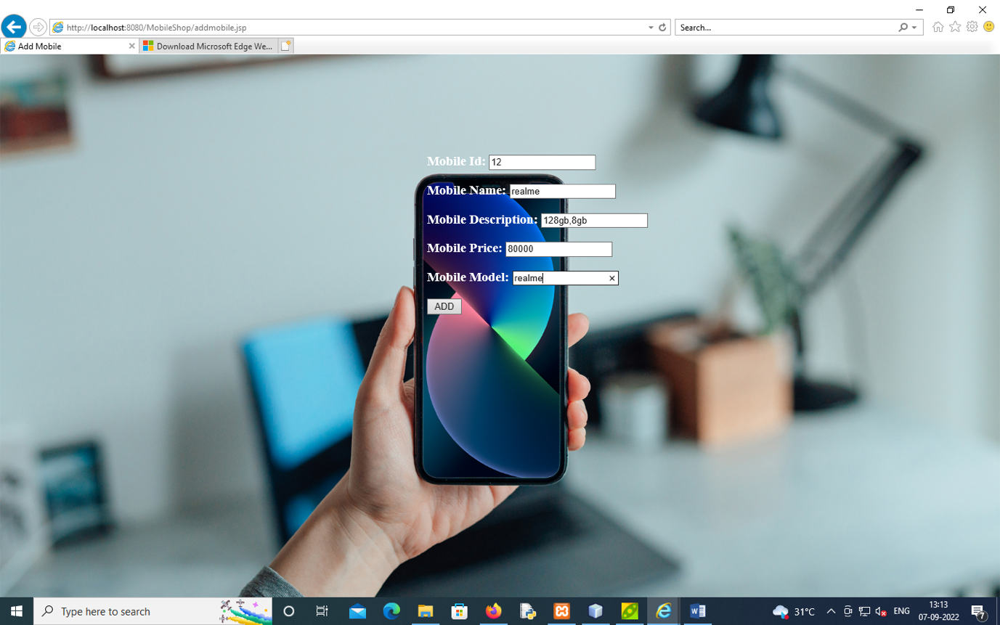 http://localhost:8080/MobileShop/addmobile.jsp
Search...
Add Mobile
Download Microsoft Edge We...
Mobile Id: 12
Mobile Name: realme
Mobile Description: 128gb,8gb
Mobile Price: 80000
Mobile Model: realme
ADD
Type here to search
31°C
ENG
13:13
07-09-2022
7